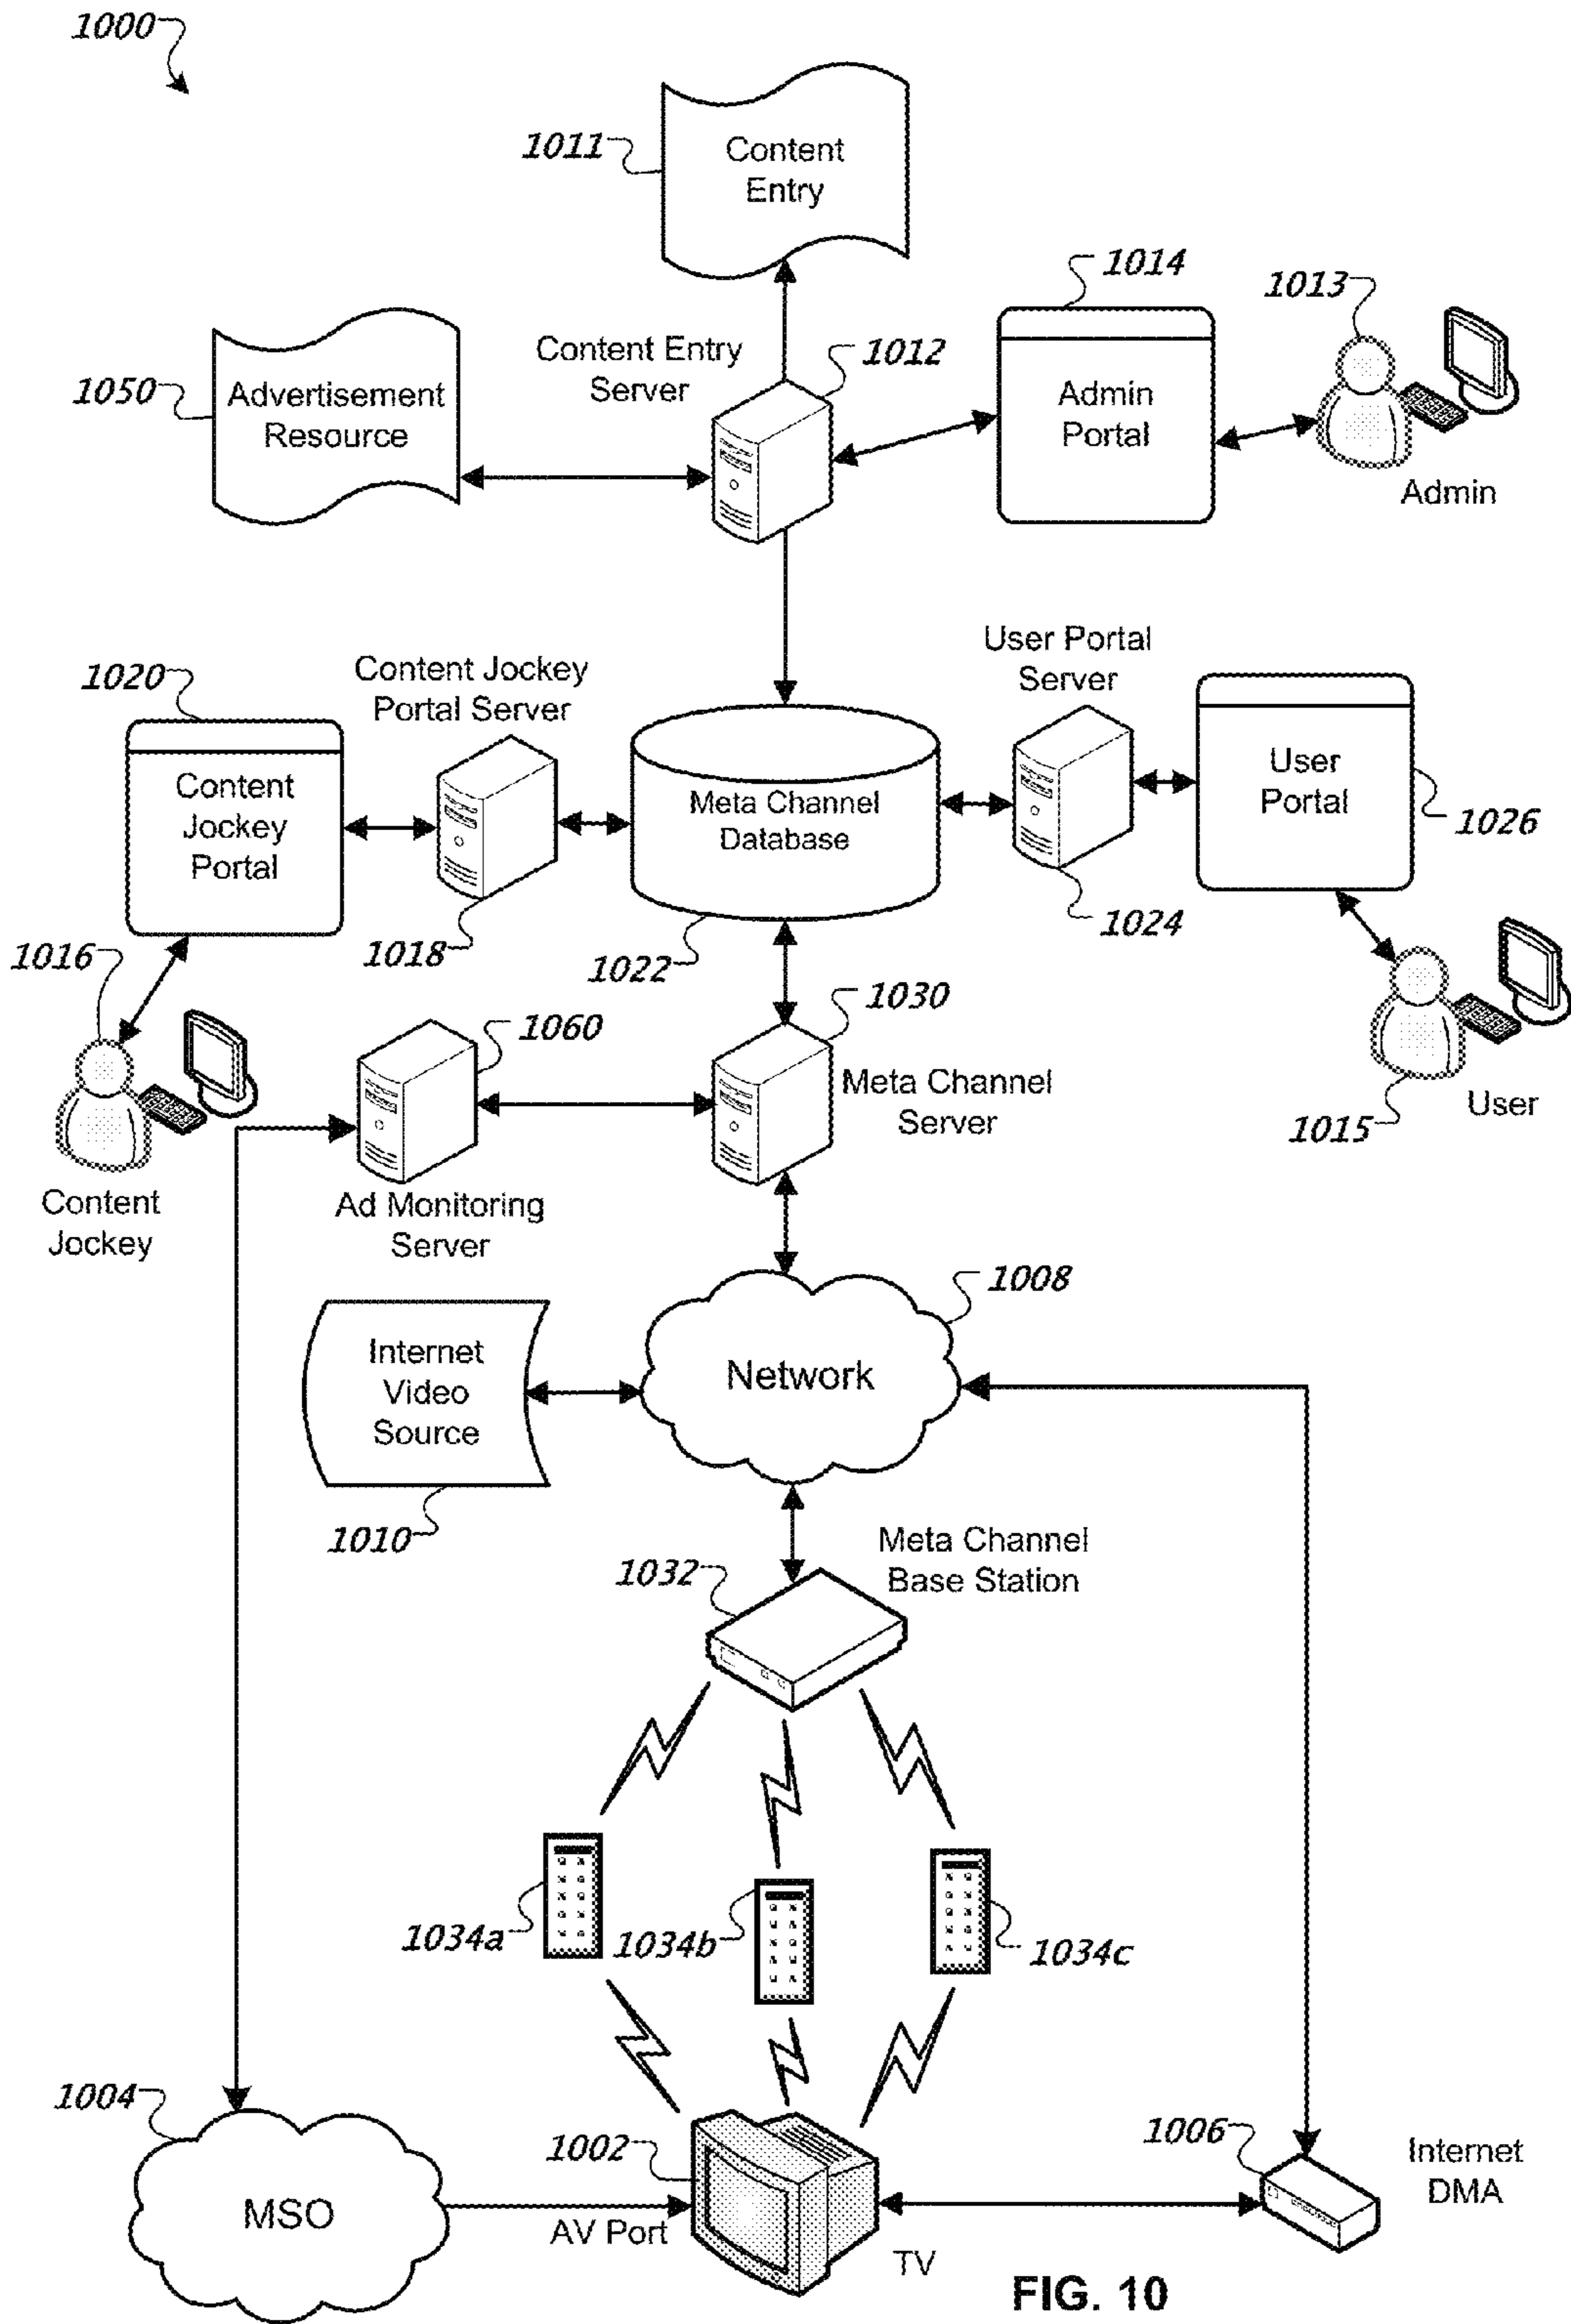 1000
1011
Content
Entry
1014
1013
Content Entry
Server
1012
1050
Advertisement
Resource
Admin
Portal
Admin
User Portal
Server
1020
Content Jockey
Portal Server
Content
Jockey
Portal
Meta Channel
Database
User
Portal
1026
1016
1018
1022
1024
1030
1060
Meta Channel
Server
1015
User
Content
Jockey
Ad Monitoring
Server
1008
Internet
Video
Source
Network
1010
Meta Channel
Base Station
1032
1034a
1034b
1034c
1004
1002
1006
Internet
DMA
MSO
AV Port
TV
FIG. 10